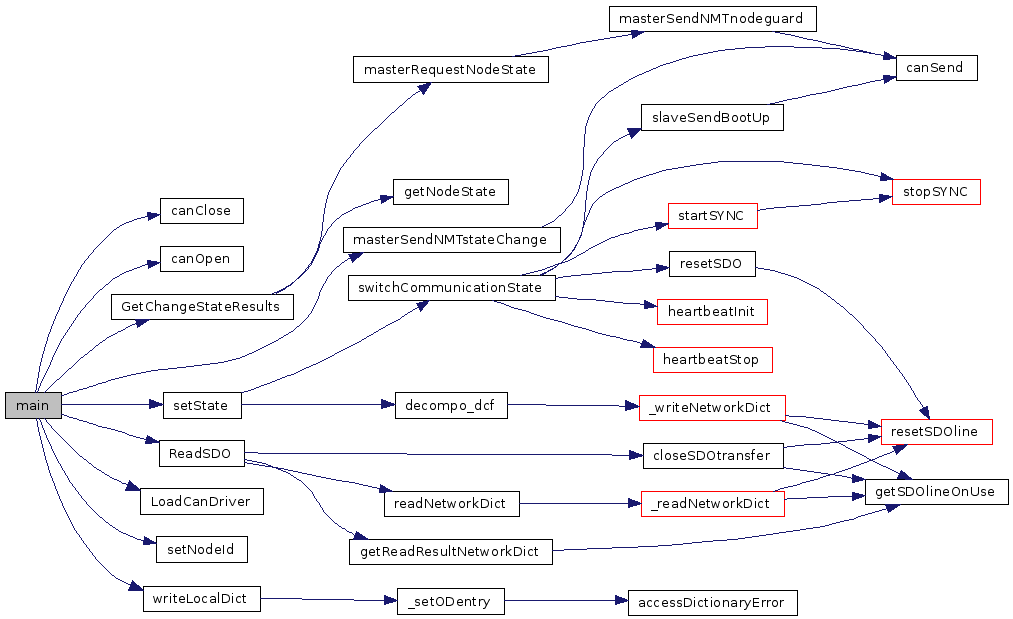 masterSendNMTnodeguard
masterRequestNodeState
canSend
slaveSendBootUp
getNodeState
stopSYNC
canClose
startSYNC
masterSendNMTstateChange
canOpen
resetSDO
switchCommunicationState
GetChangeStateResults
heartbeatInit
heartbeatStop
main
setState
decompo_dcf
_writeNetworkDict
resetSDOline
ReadSDO
closeSDOtransfer
getSDOlineOnUse
LoadCanDriver
readNetworkDict
_readNetworkDict
setNodeId
getReadResultNetworkDict
writeLocalDict
_setODentry
accessDictionaryError